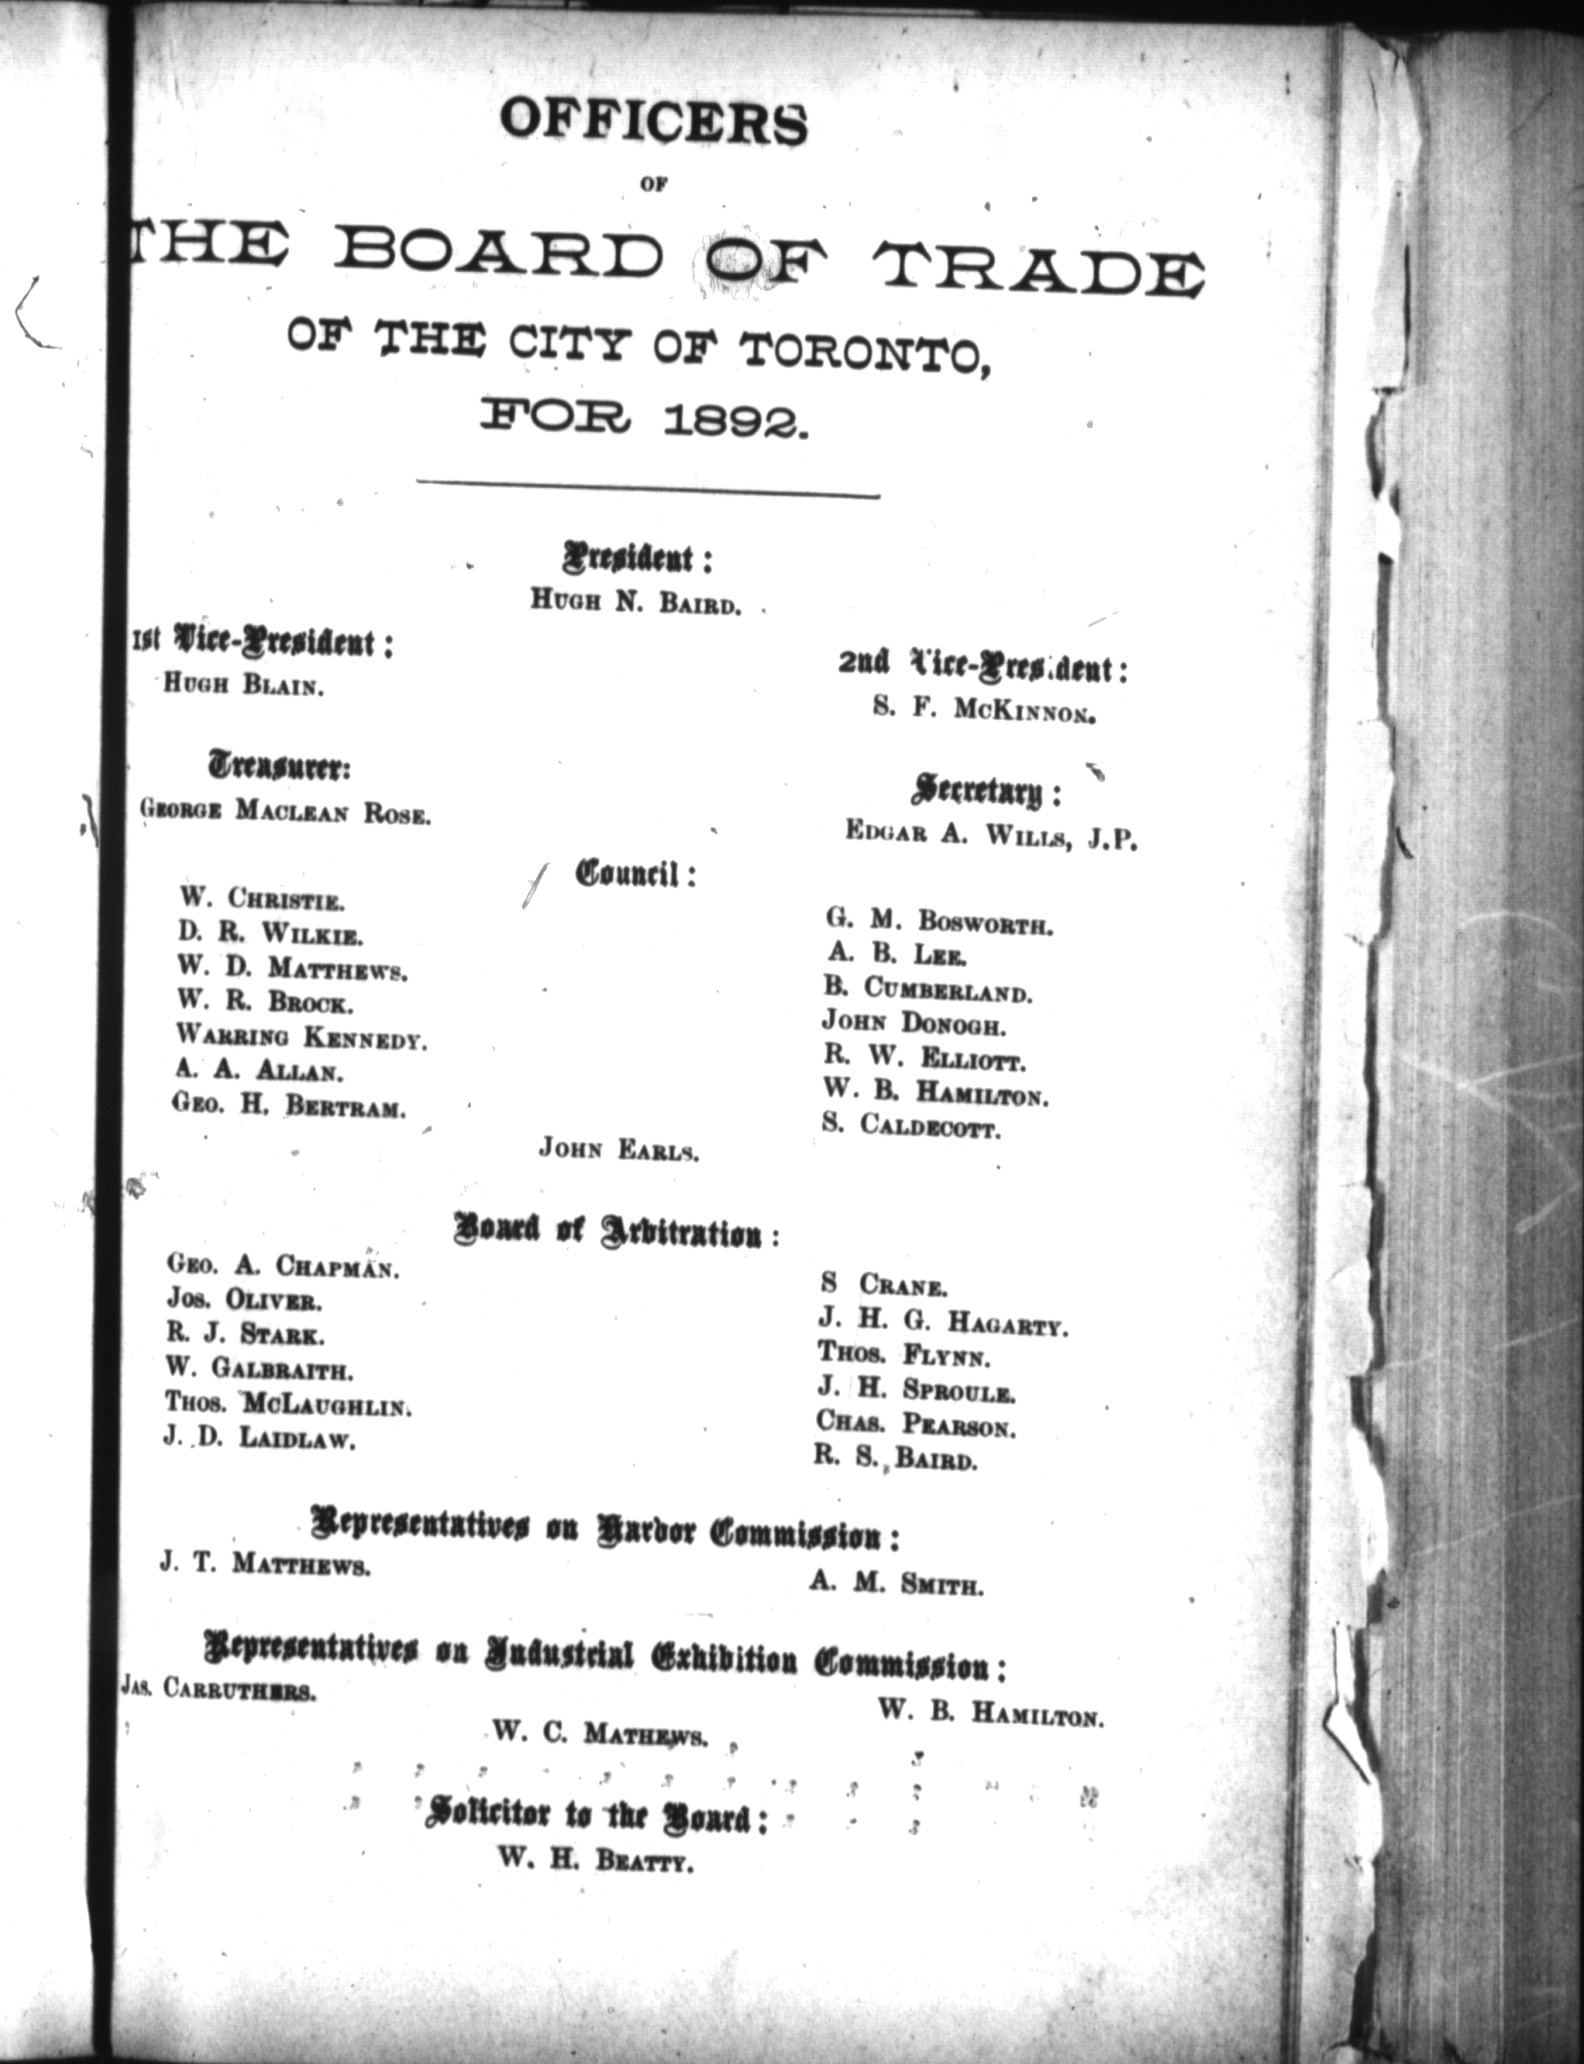 OFFICERS
OF
THE BOARD OF TRADE
OF THE CITY OF TORONTO,
FOR 1892.
President:
HUGH N. BAIRD.
1st Vice-President:
HUGH BLAIN.
2nd Vice-President:
S. F. MCKINNON.
Treasurer:
GEORGE MACLEAN ROSE.
Secretary:
EDGAR A. WILLS, J.P.
Council:
W. CHRISTIE.
D. R. WILKIE.
W. D. MATTHEWS.
W. R. BROCK.
WARRING KENNEDY.
A. A. ALLAN.
GEO. H. BERTRAM.
G. M. BOSWORTH.
A. B. LEE.
B. CUMBERLAND.
JOHN DONOGH.
R. W. ELLIOTT.
W. B. HAMILTON.
S. CALDECOTT.
JOHN EARLS.
Board of Arbitration:
GEO. A. CHAPMAN.
JOS. OLIVER.
R. J. STARK.
W. GALBRAITH.
THOS. MCLAUGHLIN.
J. D. LAIDLAW.
S CRANE.
J. H. G. HAGARTY.
THOS. FLYNN.
J. H. SPROULE.
CHAS. PEARSON.
R. S. BAIRD.
Representatives on Harbor Commission:
J. T. MATTHEWS.
A. M. SMITH.
Representatives on Industrial Exhibition Commission:
JAS. CARRUTHERS.
W. B. HAMILTON.
W. C. MATHEWS.
Solicitor to the Board:
W. H. BEATTY.